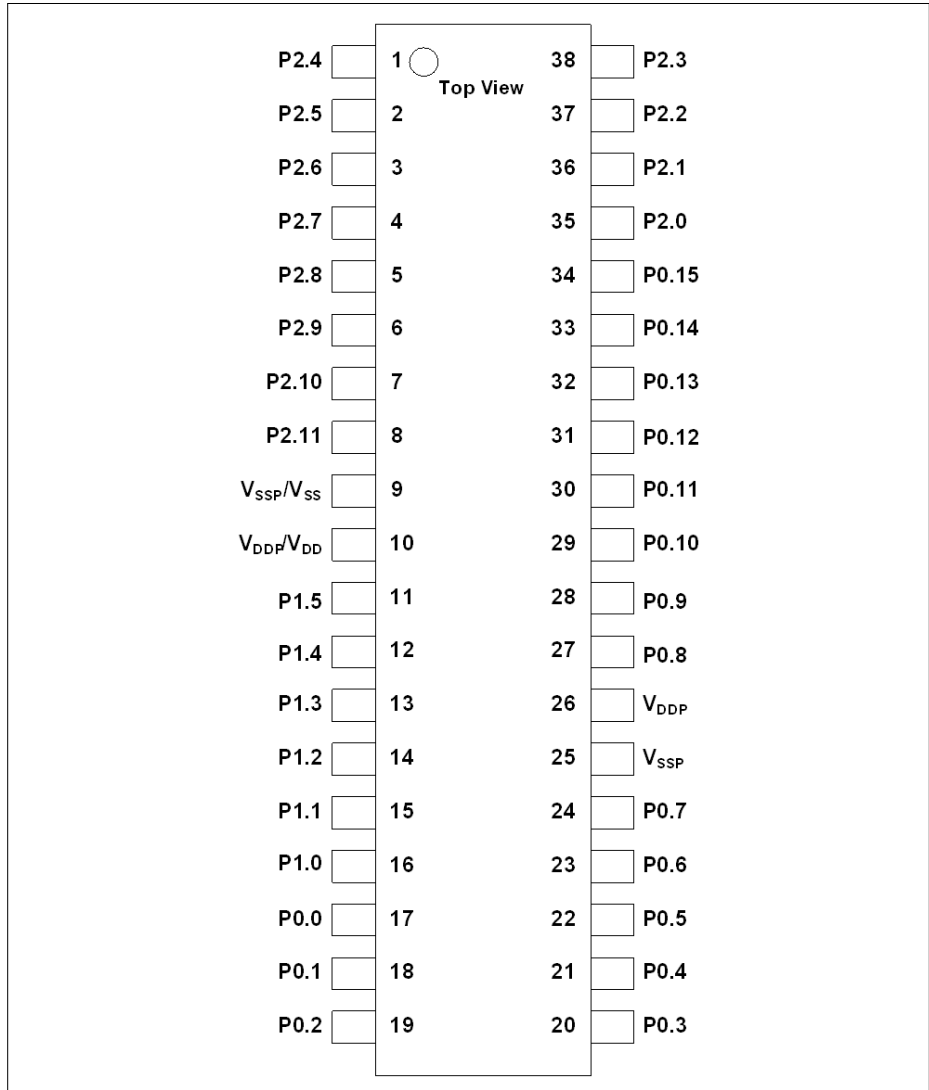 P2.4 1 38 P2.3
Top View
P2.5 2 37 P2.2
P2.6 3 36 P2.1
P2.7 4 35 P2.0
P2.8 5 34 P0.15
P2.9 6 33 P0.14
P2.10 7 32 P0.13
P2.11 8 31 P0.12
VSSP/VSS 9 30 P0.11
VDDP/VDD 10 29 P0.10
P1.5 11 28 P0.9
P1.4 12 27 P0.8
P1.3 13 26 VDDP
P1.2 14 25 VSSP
P1.1 15 24 P0.7
P1.0 16 23 P0.6
P0.0 17 22 P0.5
P0.1 18 21 P0.4
P0.2 19 20 P0.3